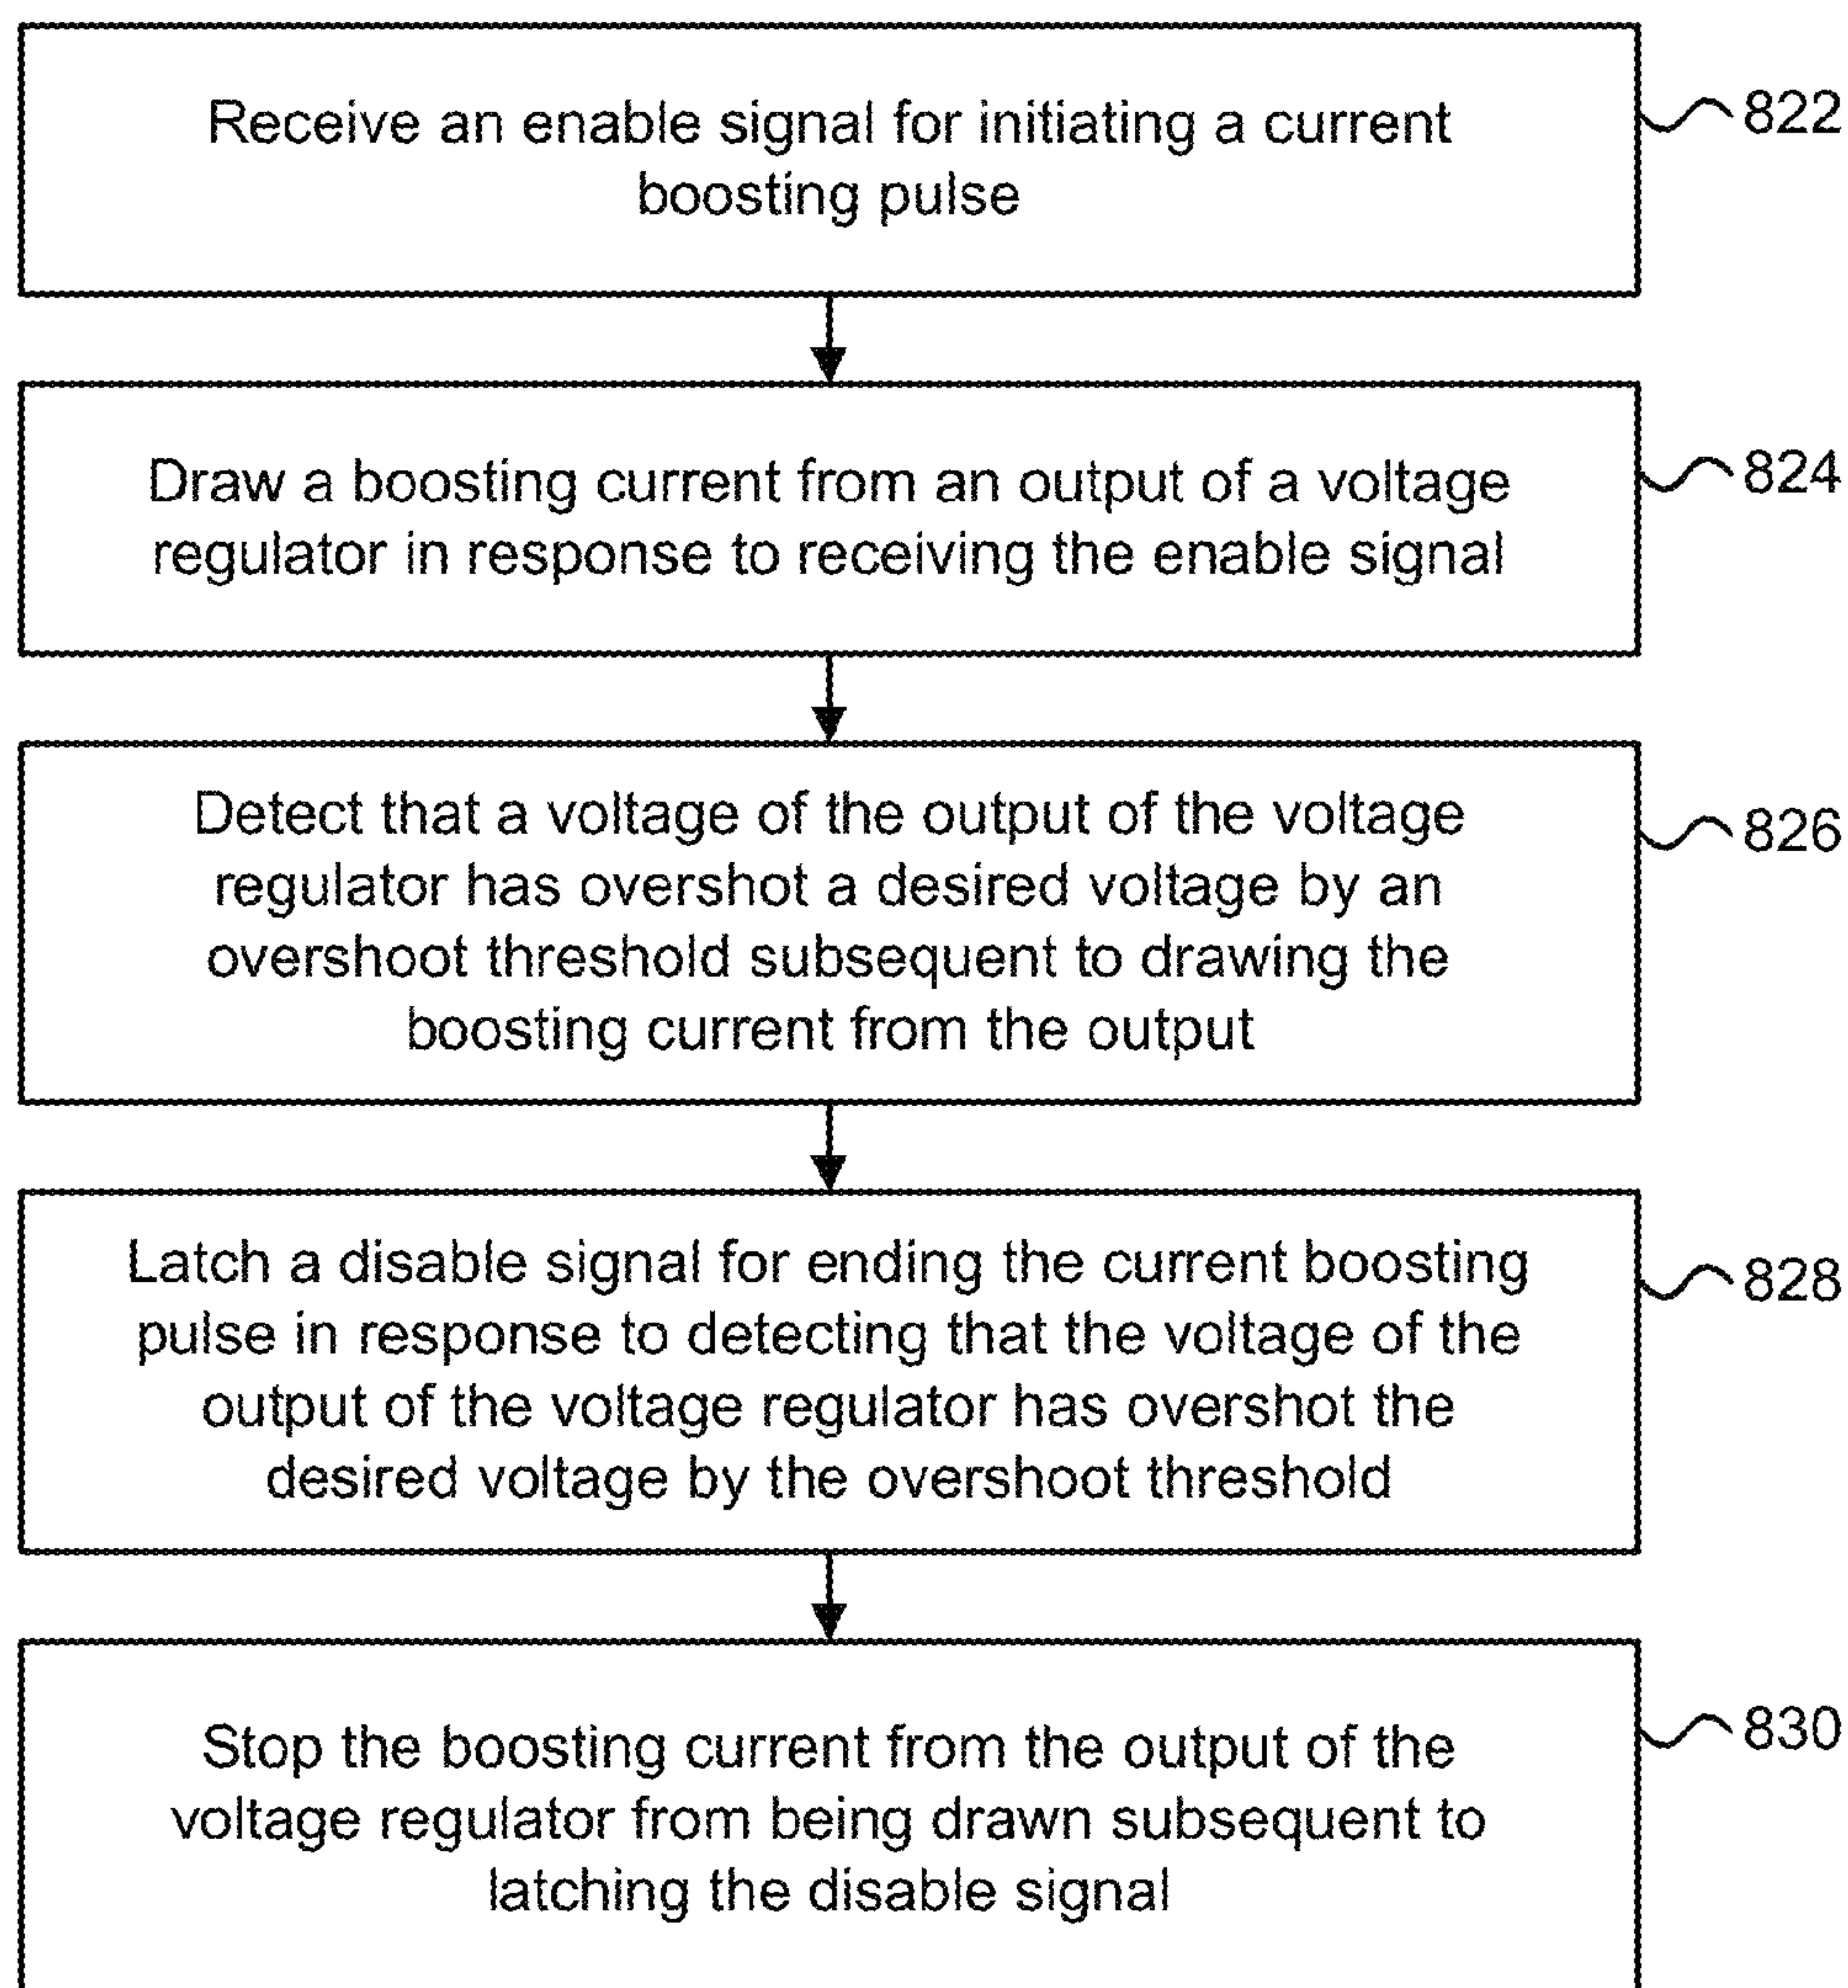 Receive an enable signal for initiating a current
boosting pulse
822
Draw a boosting current from an output of a voltage
regulator in response to receiving the enable signal
824
Detect that a voltage of the output of the voltage
regulator has overshot a desired voltage by an
overshoot threshold subsequent to drawing the
boosting current from the output
826
Latch a disable signal for ending the current boosting
pulse in response to detecting that the voltage of the
output of the voltage regulator has overshot the
desired voltage by the overshoot threshold
828
Stop the boosting current from the output of the
voltage regulator from being drawn subsequent to
latching the disable signal
830